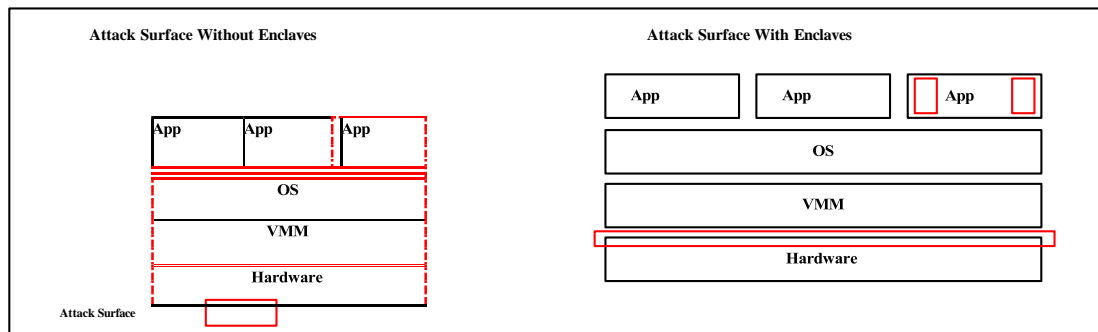 Attack Surface Without Enclaves
App App App
OS
VMM
Hardware
Attack Surface
Attack Surface With Enclaves
App App App
OS
VMM
Hardware